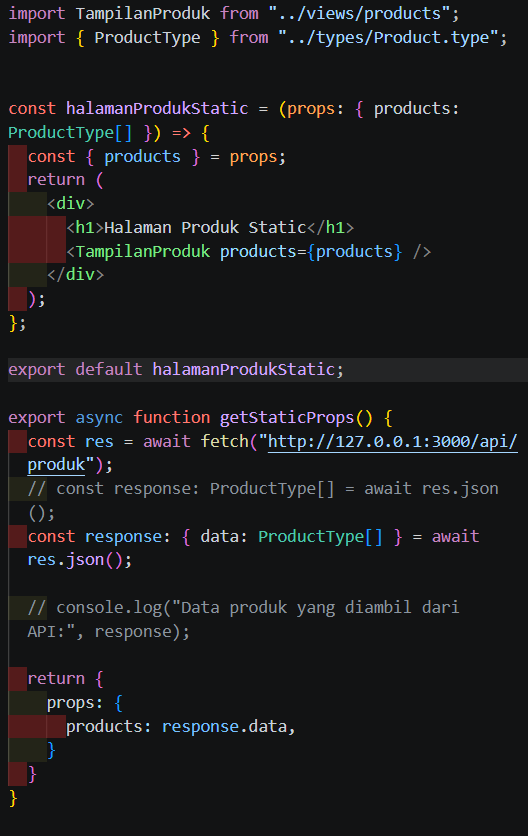 import TampilanProduk from "../views/products";
import { ProductType } from "../types/Product.type";
const halamanProdukStatic = (props: { products:
ProductType[] }) => {
const { products } = props;
return (
<div>
<h1>Halaman Produk Static</h1>
<TampilanProduk products={products} />
</div>
);
};
export default halamanProdukStatic;
export async function getStaticProps() {
const res = await fetch("http://127.0.0.1:3000/api/
produk");
// const response: ProductType[] = await res.json
();
const response: { data: ProductType[] } = await
res.json();
// console.log("Data produk yang diambil dari
API:", response);
return {
props: {
products: response.data,
}
}
}